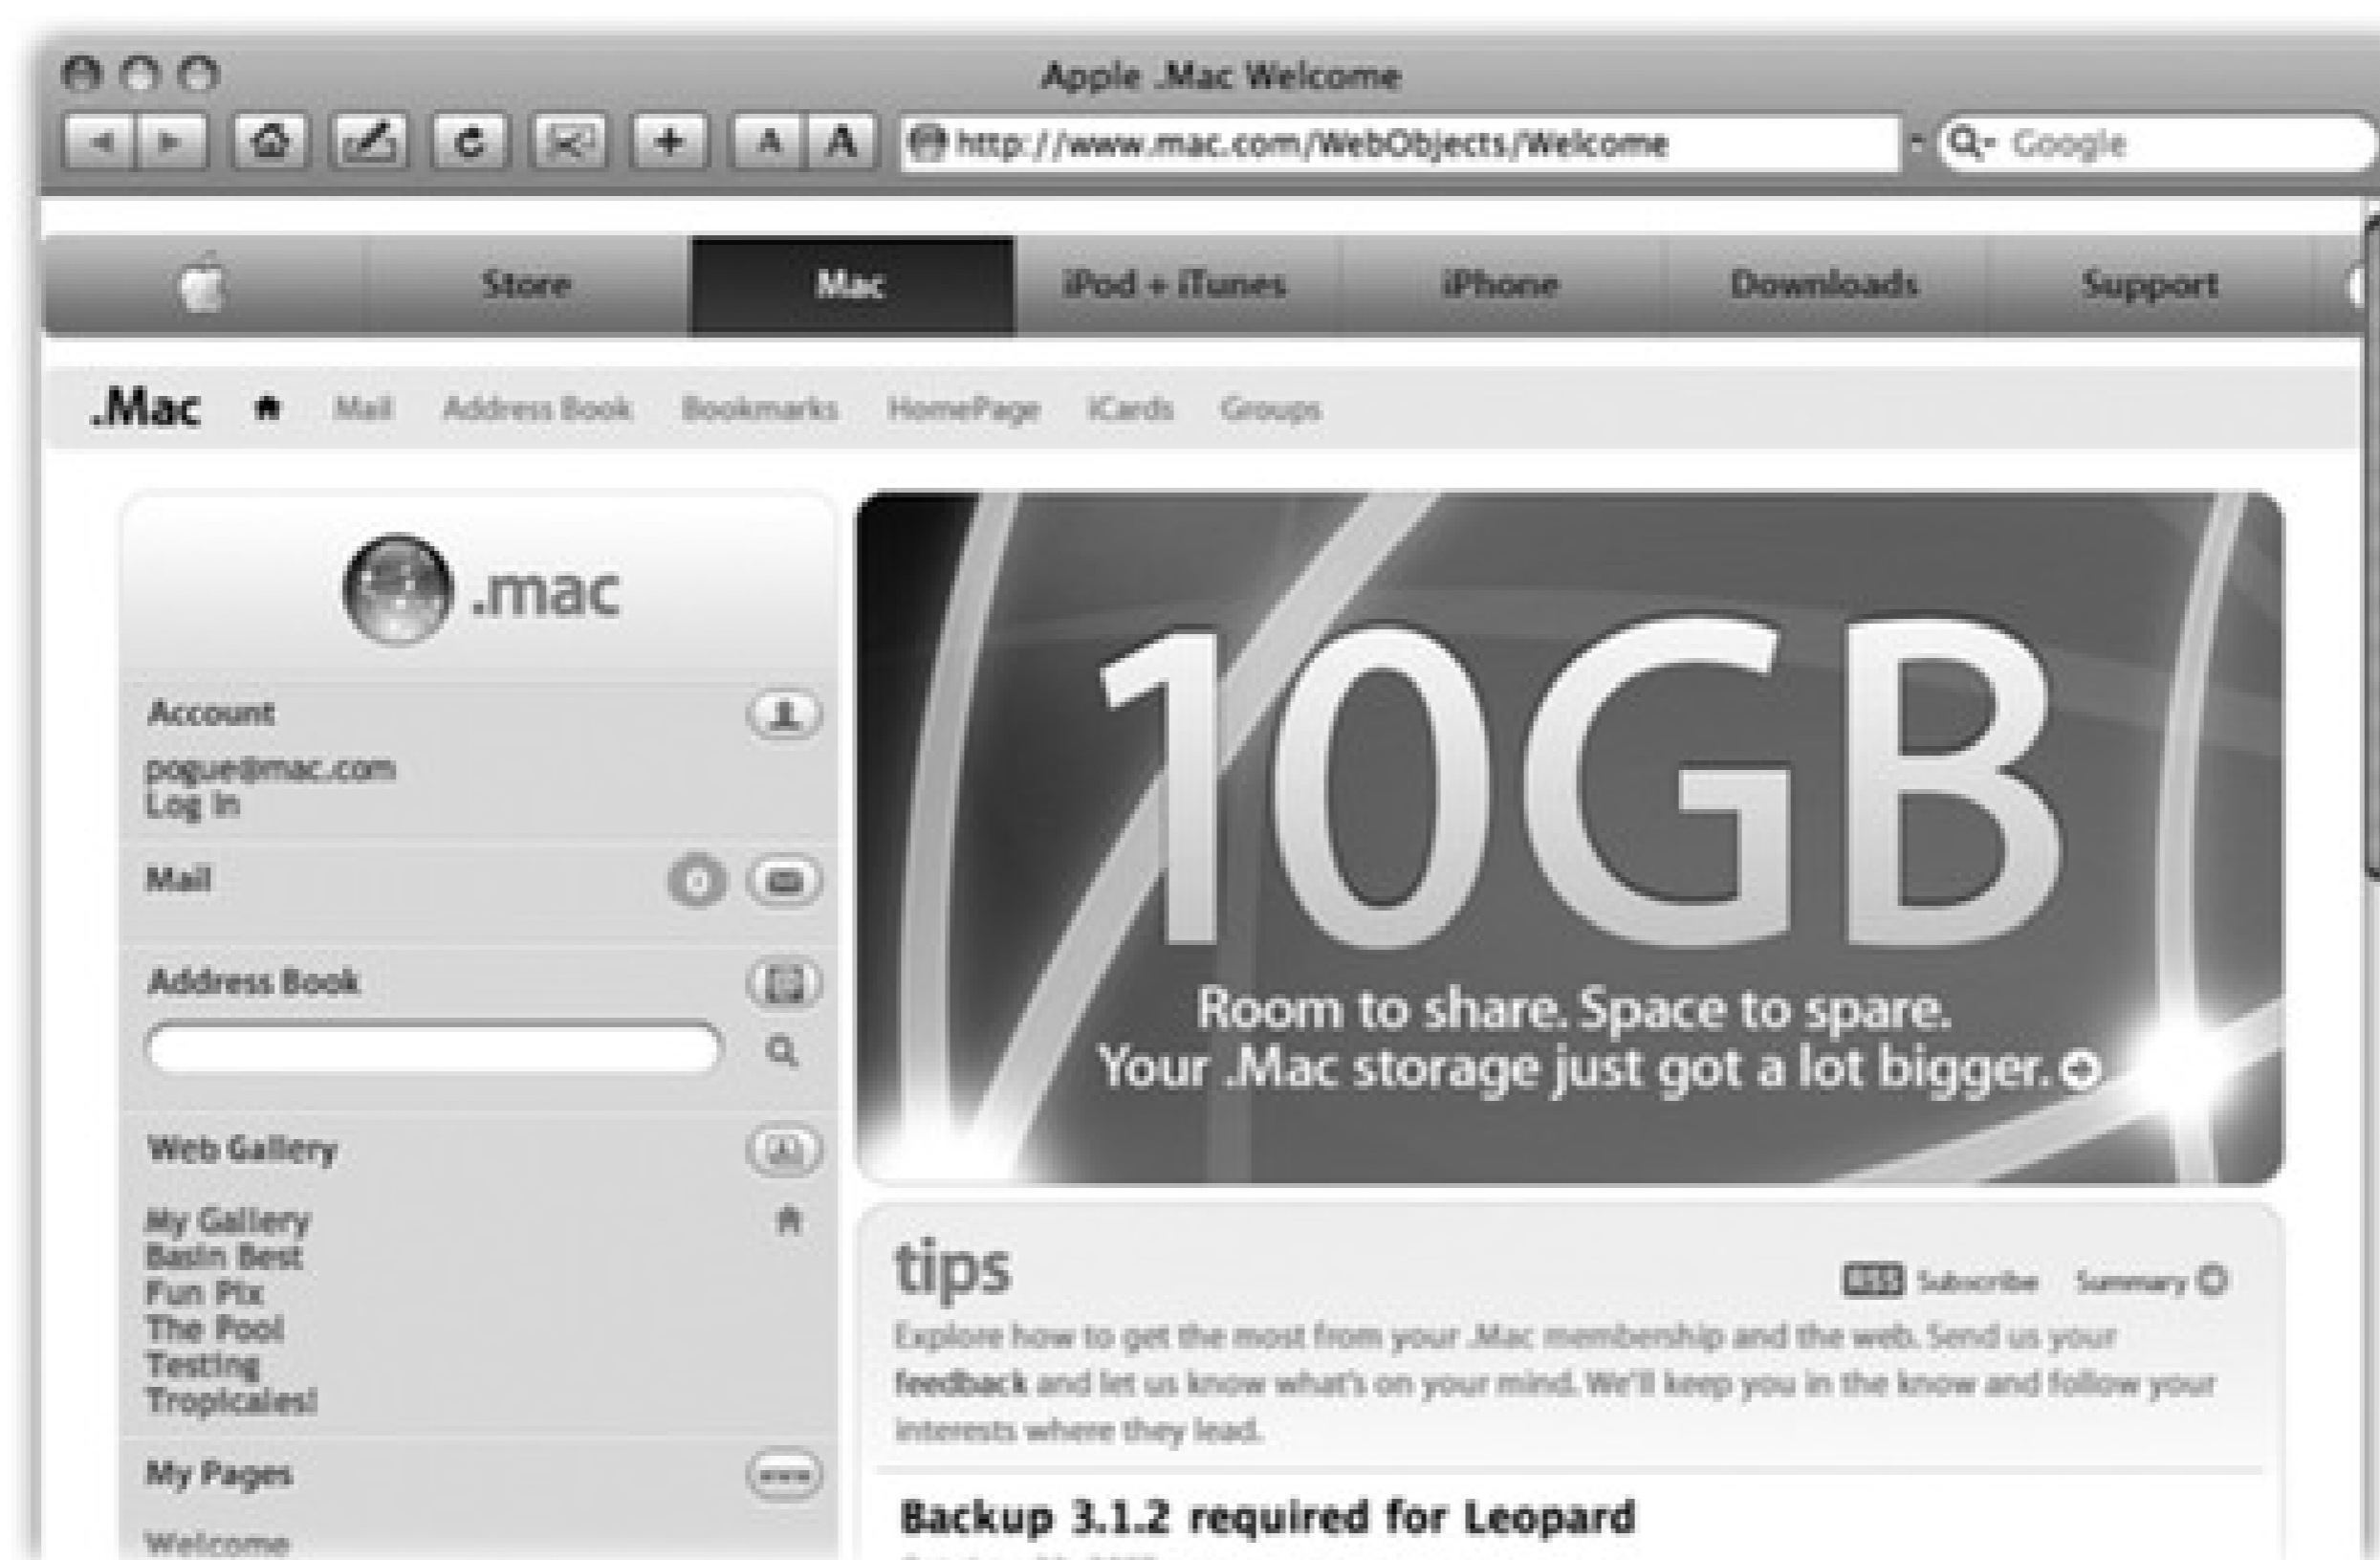 Apple .Mac Welcome
A A http://www.mac.com/WebObjects/Welcome Google
Store Mac iPod + iTunes iPhone Downloads Support
.Mac Mail Address Book Bookmarks HomePage iCards Groups
.mac
Account
pogue@mac.com
Log In
Mail
Address Book
Web Gallery
My Gallery
Basin Best
Fun Pix
The Pool
Testing
Tropicales!
My Pages
Welcome
10GB
Room to share. Space to spare.
Your .Mac storage just got a lot bigger.
tips
RSS Subscribe Summary
Explore how to get the most from your .Mac membership and the web. Send us your
feedback and let us know what's on your mind. We'll keep you in the know and follow your
interests where they lead.
Backup 3.1.2 required for Leopard